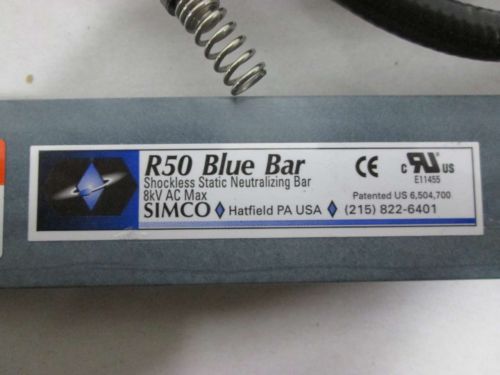 R50 Blue Bar
Shockless Static Neutralizing Bar
8kV AC Max
SIMCO Hatfield PA USA (215) 822-6401
CE
C RU US
E11455
Patented US 6,504,700